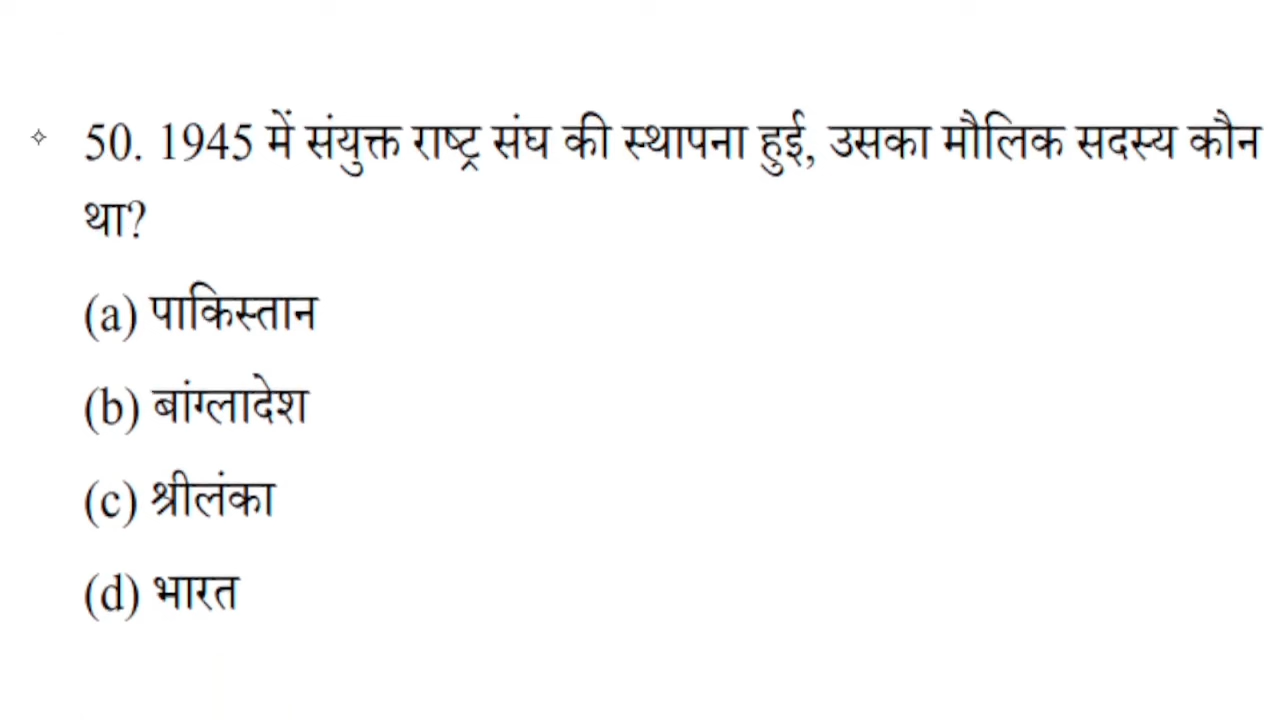 ✧ 50. 1945 में संयुक्त राष्ट्र संघ की स्थापना हुई, उसका मौलिक सदस्य कौन
था?
(a) पाकिस्तान
(b) बांग्लादेश
(c) श्रीलंका
(d) भारत